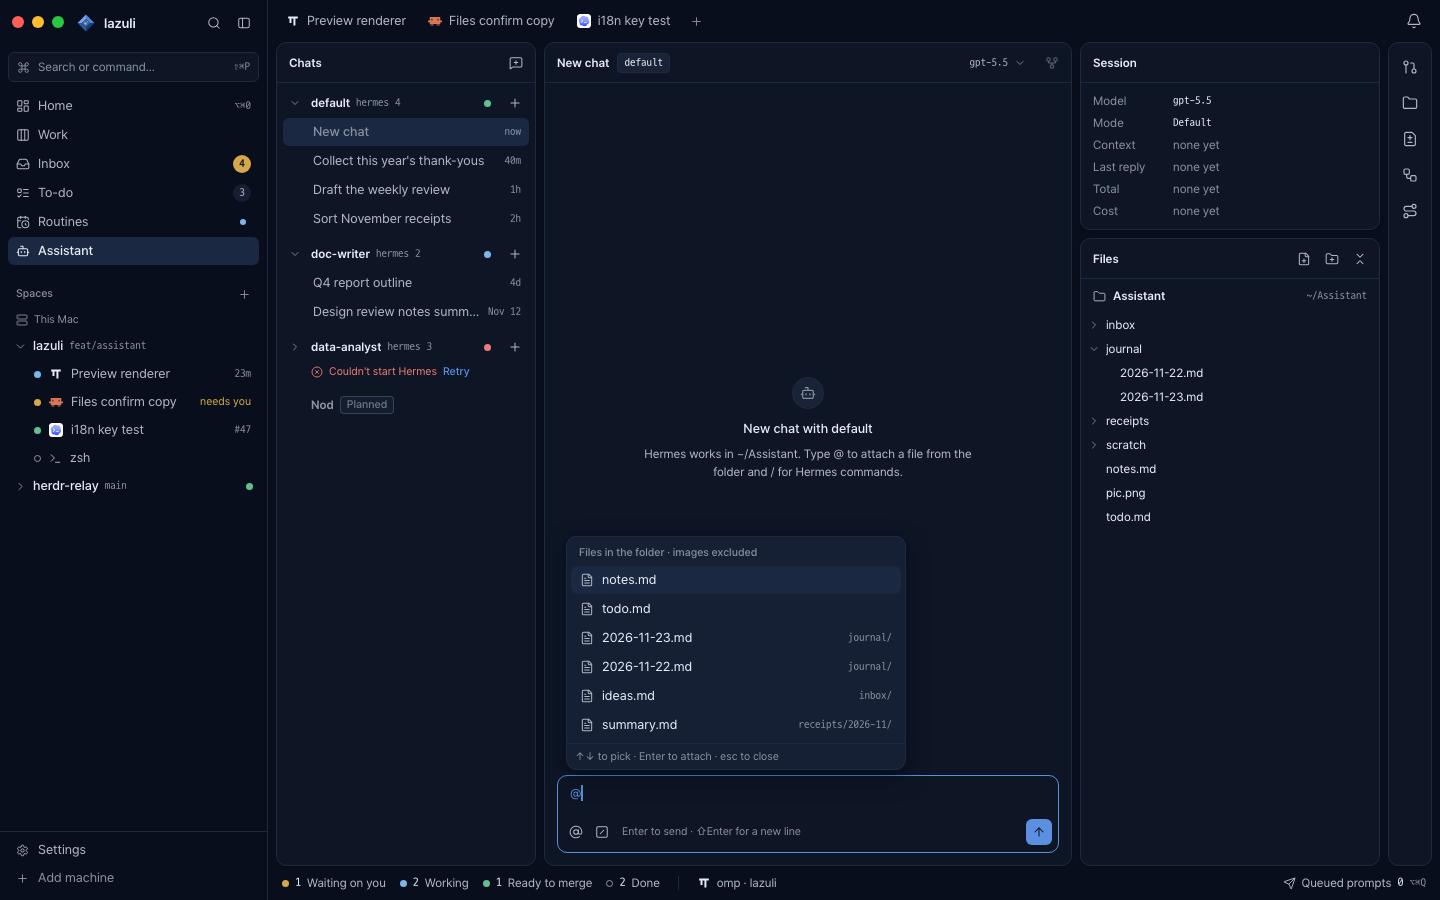 lazuli
Search or command... ⇧⌘P
Home ⌥⌘0
Work
Inbox 4
To-do 3
Routines
Assistant
Spaces
This Mac
lazuli feat/assistant
Preview renderer 23m
Files confirm copy needs you
i18n key test #47
zsh
herdr-relay main
Settings
Add machine
Preview renderer Files confirm copy i18n key test
Chats
default hermes 4
New chat now
Collect this year's thank-yous 40m
Draft the weekly review 1h
Sort November receipts 2h
doc-writer hermes 2
Q4 report outline 4d
Design review notes summ... Nov 12
data-analyst hermes 3
Couldn't start Hermes Retry
Nod Planned
New chat default gpt-5.5
New chat with default
Hermes works in ~/Assistant. Type @ to attach a file from the
folder and / for Hermes commands.
Files in the folder · images excluded
notes.md
todo.md
2026-11-23.md journal/
2026-11-22.md journal/
ideas.md inbox/
summary.md receipts/2026-11/
↑↓ to pick · Enter to attach · esc to close
@
@ Enter to send · ⇧Enter for a new line
Session
Model gpt-5.5
Mode Default
Context none yet
Last reply none yet
Total none yet
Cost none yet
Files
Assistant ~/Assistant
inbox
journal
2026-11-22.md
2026-11-23.md
receipts
scratch
notes.md
pic.png
todo.md
1 Waiting on you 2 Working 1 Ready to merge 2 Done omp · lazuli
Queued prompts 0 ⌥⌘Q